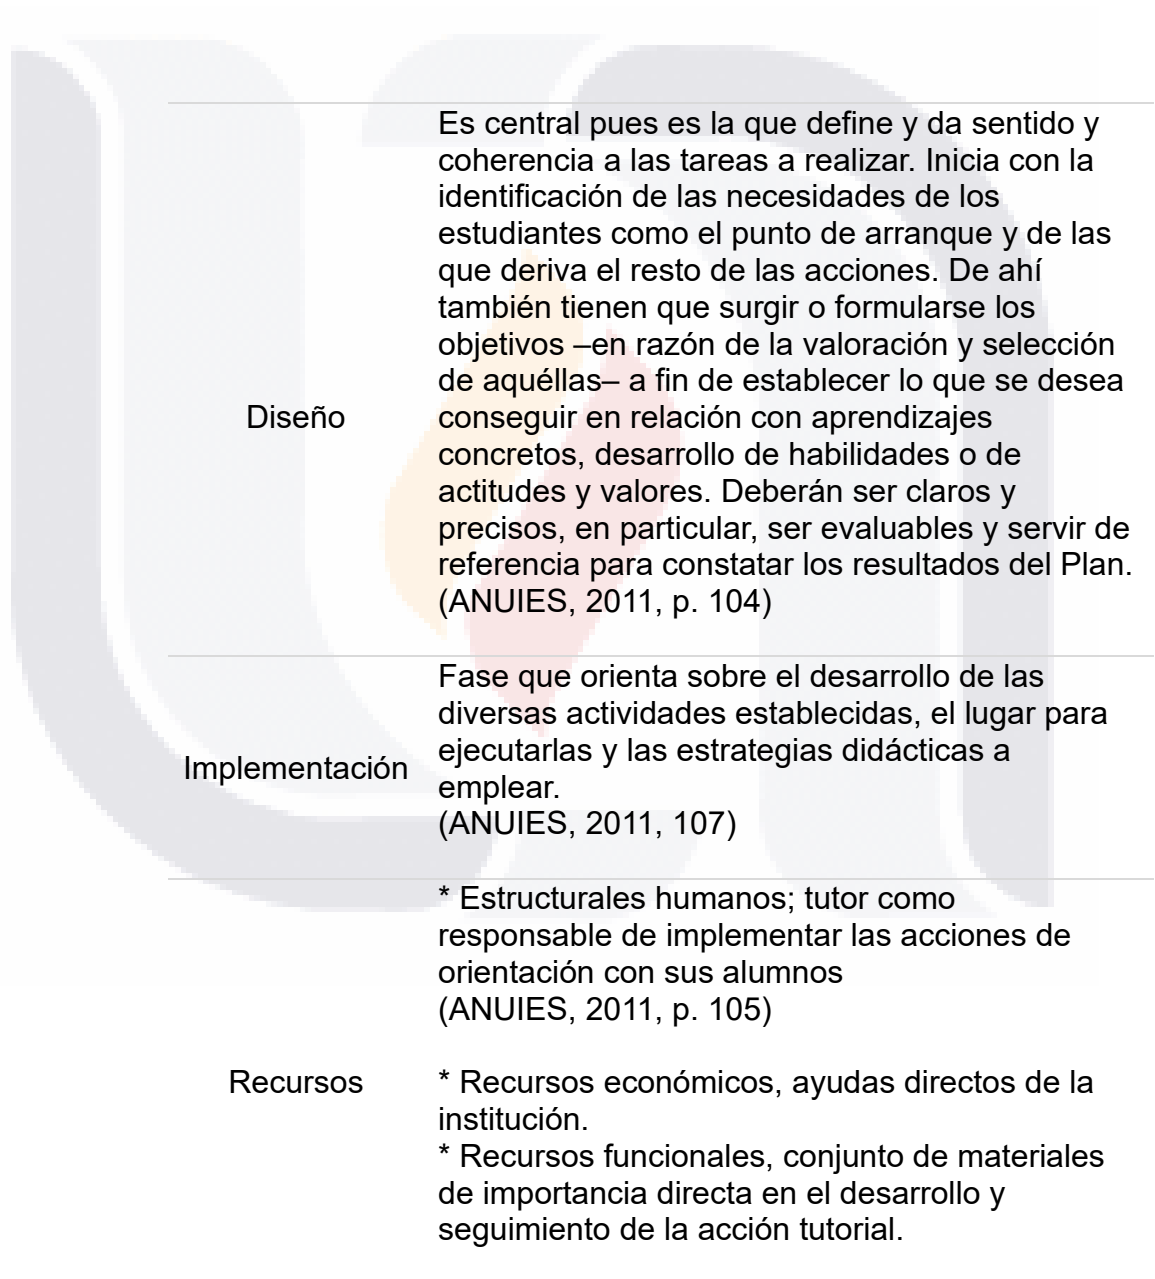 Es central pues es la que define y da sentido y
coherencia a las tareas a realizar. Inicia con la
identificación de las necesidades de los
estudiantes como el punto de arranque y de las
que deriva el resto de las acciones. De ahí
también tienen que surgir o formularse los
objetivos –en razón de la valoración y selección
de aquéllas– a fin de establecer lo que se desea
Diseño
conseguir en relación con aprendizajes
concretos, desarrollo de habilidades o de
actitudes y valores. Deberán ser claros y
precisos, en particular, ser evaluables y servir de
referencia para constatar los resultados del Plan.
(ANUIES, 2011, p. 104)
Fase que orienta sobre el desarrollo de las
diversas actividades establecidas, el lugar para
ejecutarlas y las estrategias didácticas a
Implementación
emplear.
(ANUIES, 2011, 107)
* Estructurales humanos; tutor como
responsable de implementar las acciones de
orientación con sus alumnos
(ANUIES, 2011, p. 105)
Recursos
* Recursos económicos, ayudas directos de la
institución.
* Recursos funcionales, conjunto de materiales
de importancia directa en el desarrollo y
seguimiento de la acción tutorial.